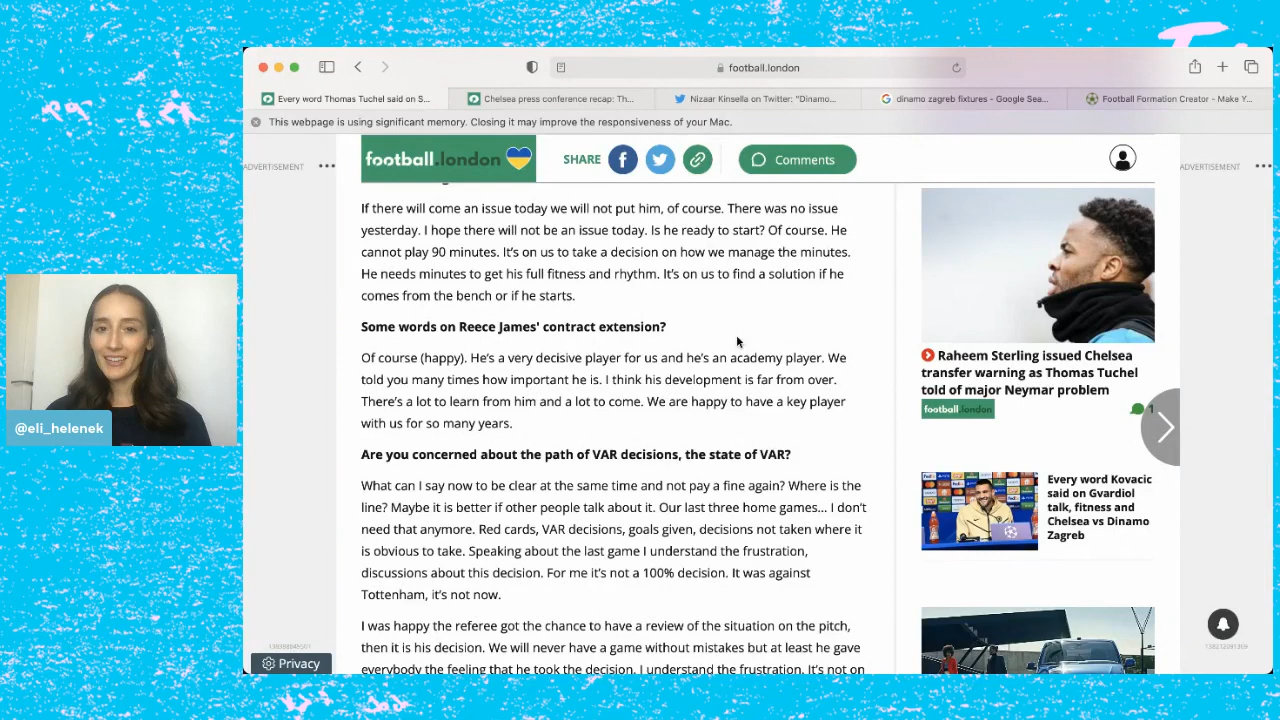 football.london
Every word Thomas Tuchel said on S...
Chelsea press conference recap: Th...
Nizaar Kinsella on Twitter: "Dinamo...
dinamo zagreb fixtures - Google Sea...
Football Formation Creator - Make Y...
This webpage is using significant memory. Closing it may improve the responsiveness of your Mac.
ADVERTISEMENT
football.london
SHARE
Comments
ADVERTISEMENT
If there will come an issue today we will not put him, of course. There was no issue
yesterday. I hope there will not be an issue today. Is he ready to start? Of course. He
cannot play 90 minutes. It's on us to take a decision on how we manage the minutes.
He needs minutes to get his full fitness and rhythm. It's on us to find a solution if he
comes from the bench or if he starts.
Some words on Reece James' contract extension?
Of course (happy). He's a very decisive player for us and he's an academy player. We
told you many times how important he is. I think his development is far from over.
There's a lot to learn from him and a lot to come. We are happy to have a key player
with us for so many years.
Are you concerned about the path of VAR decisions, the state of VAR?
What can I say now to be clear at the same time and not pay a fine again? Where is the
line? Maybe it is better if other people talk about it. Our last three home games... I don't
need that anymore. Red cards, VAR decisions, goals given, decisions not taken where it
is obvious to take. Speaking about the last game I understand the frustration,
discussions about this decision. For me it's not a 100% decision. It was against
Tottenham, it's not now.
I was happy the referee got the chance to have a review of the situation on the pitch,
then it is his decision. We will never have a game without mistakes but at least he gave
everybody the feeling that he took the decision. I understand the frustration. It's not on
Raheem Sterling issued Chelsea
transfer warning as Thomas Tuchel
told of major Neymar problem
football.london
1
Every word Kovacic
said on Gvardiol
talk, fitness and
Chelsea vs Dinamo
Zagreb
@eli_helenek
Privacy